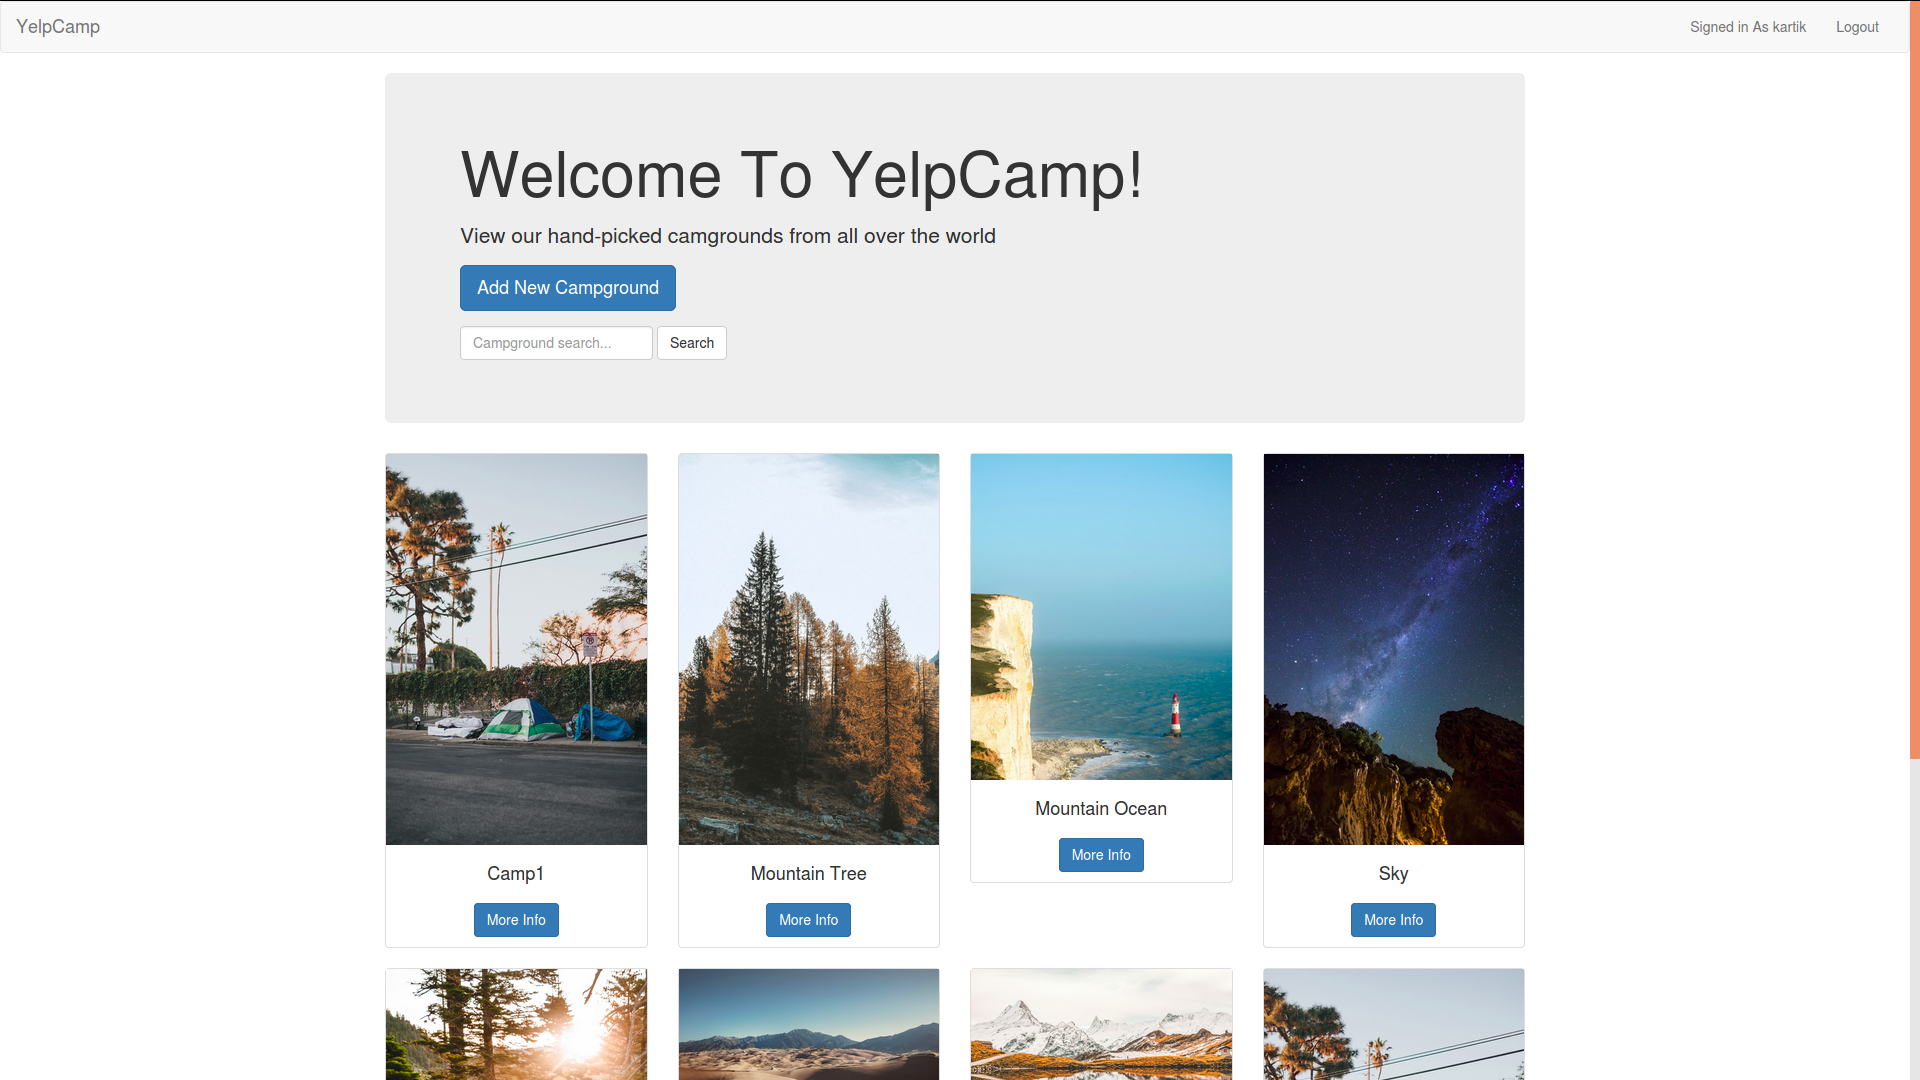 YelpCamp
Signed in As kartik
Logout
Welcome To YelpCamp!
View our hand-picked camgrounds from all over the world
Add New Campground
Campground search...
Search
Camp1
More Info
Mountain Tree
More Info
Mountain Ocean
More Info
Sky
More Info